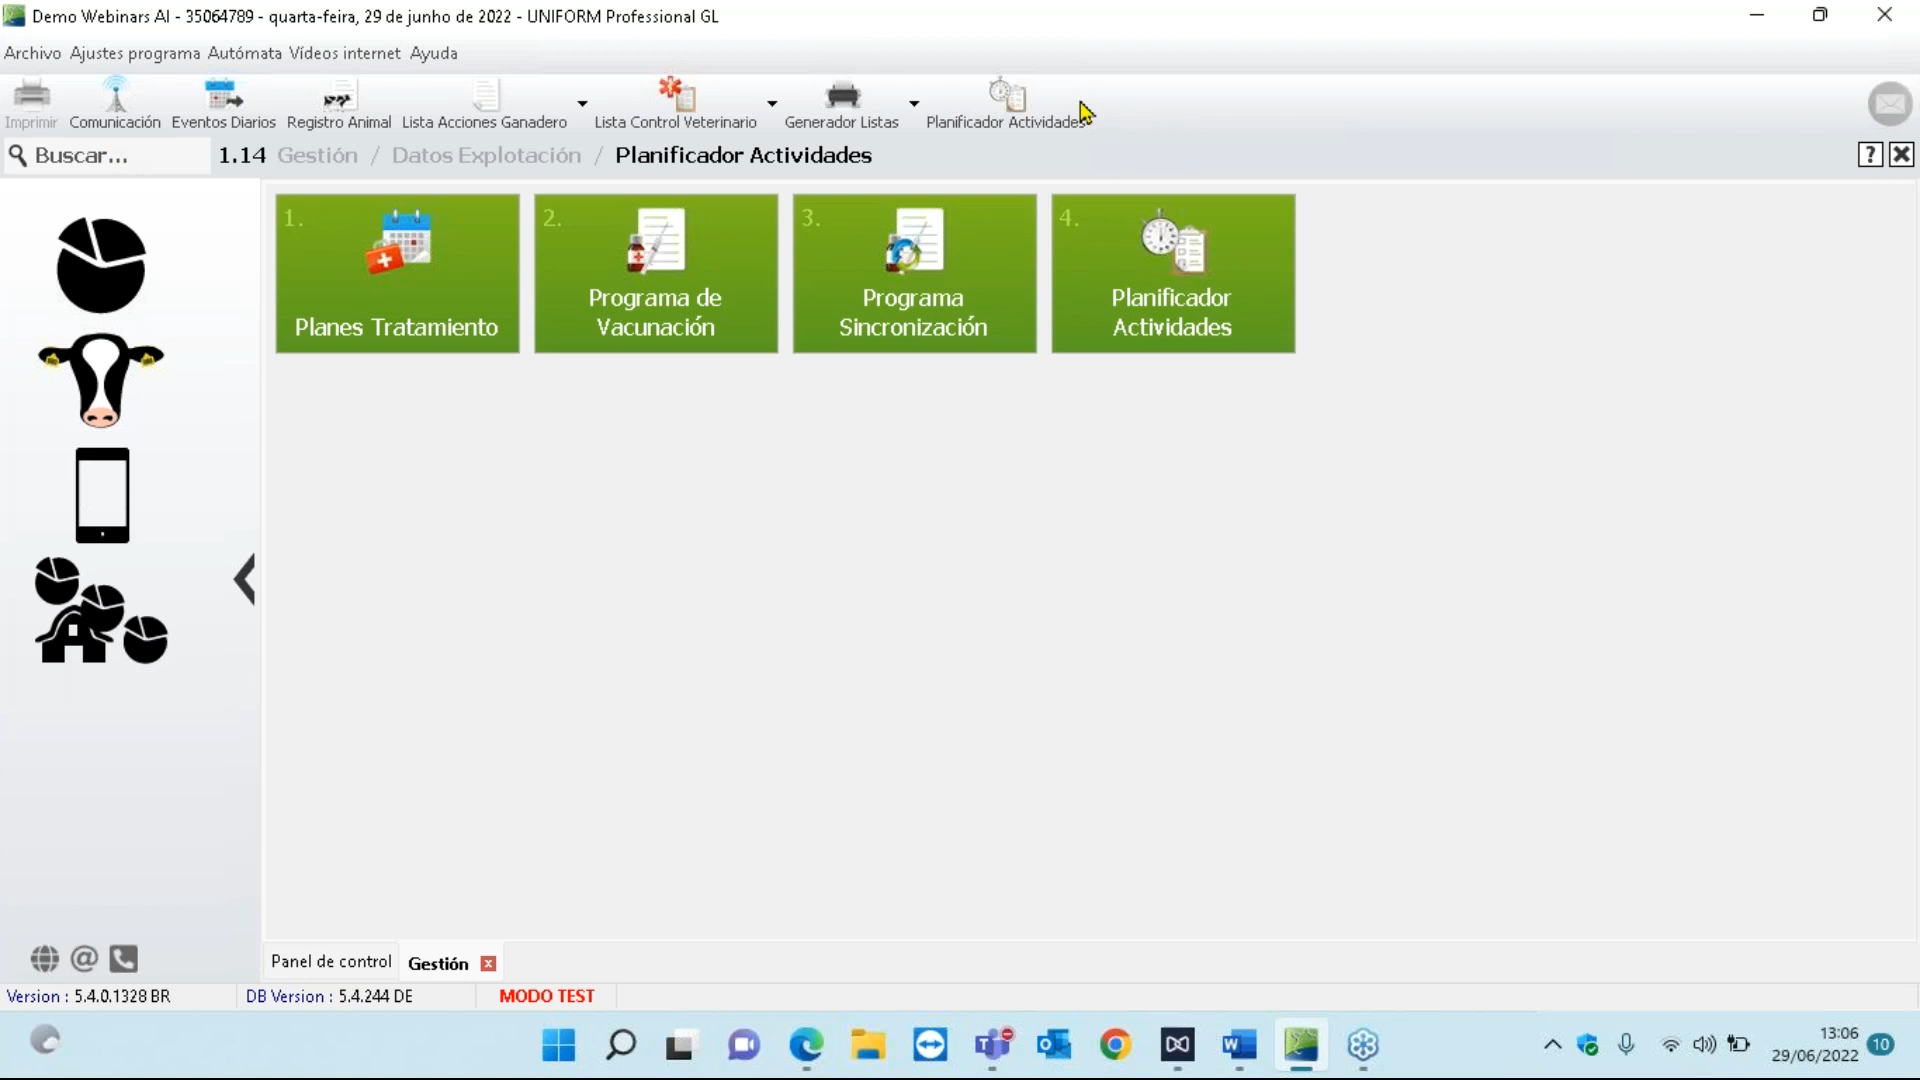 Demo Webinars AI - 35064789 - quarta-feira, 29 de junho de 2022 - UNIFORM Professional GL
Archivo Ajustes programa Autómata Vídeos internet Ayuda
Imprimir Comunicación Eventos Diarios Registro Animal Lista Acciones Ganadero Lista Control Veterinario Generador Listas Planificador Actividades
Buscar... 1.14 Gestión / Datos Explotación / Planificador Actividades ?
1.
Planes Tratamiento
2.
Programa de
Vacunación
3.
Programa
Sincronización
4.
Planificador
Actividades
Panel de control Gestión
Version : 5.4.0.1328 BR DB Version : 5.4.244 DE MODO TEST
13:06
29/06/2022 10